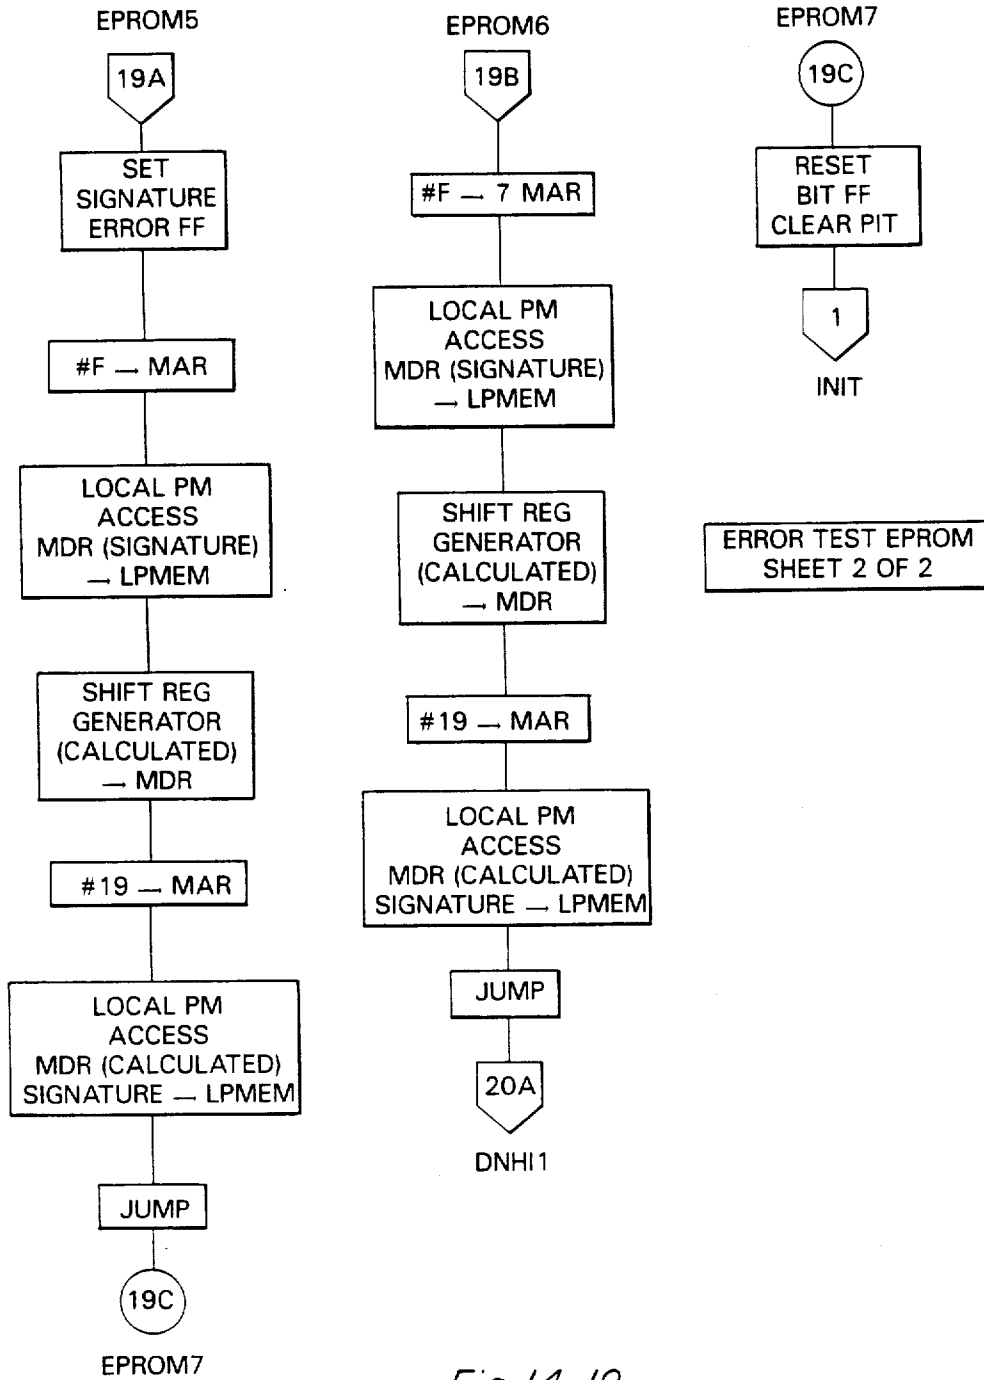 EPROM5
19A
SET
SIGNATURE
ERROR FF
#F → MAR
LOCAL PM
ACCESS
MDR (SIGNATURE)
→ LPMEM
SHIFT REG
GENERATOR
(CALCULATED)
→ MDR
#19 → MAR
LOCAL PM
ACCESS
MDR (CALCULATED)
SIGNATURE → LPMEM
JUMP
19C
EPROM7
EPROM6
19B
#F → 7 MAR
LOCAL PM
ACCESS
MDR (SIGNATURE)
→ LPMEM
SHIFT REG
GENERATOR
(CALCULATED)
→ MDR
#19 → MAR
LOCAL PM
ACCESS
MDR (CALCULATED)
SIGNATURE → LPMEM
JUMP
20A
DNHI1
EPROM7
19C
RESET
BIT FF
CLEAR PIT
1
INIT
ERROR TEST EPROM
SHEET 2 OF 2